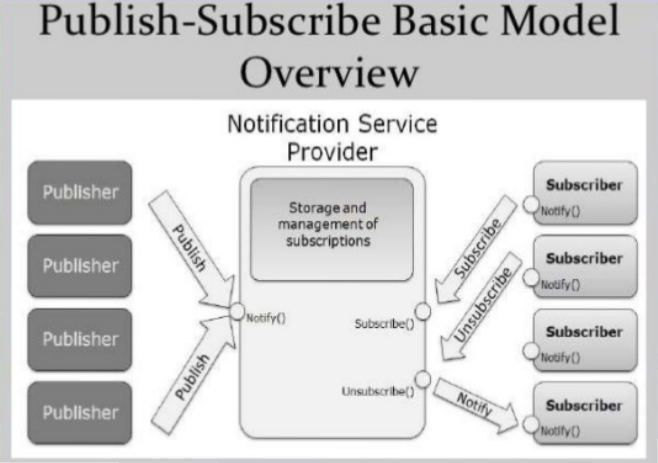 Publish-Subscribe Basic Model
Overview
Notification Service
Provider
Publisher
Publisher
Publisher
Publisher
Publish
Publish
Storage and
management of
subscriptions
Notify()
Subscribe()
Unsubscribe()
Subscribe
Unsubscribe
Notify
Subscriber
Notify()
Subscriber
Notify()
Subscriber
Notify()
Subscriber
Notify()